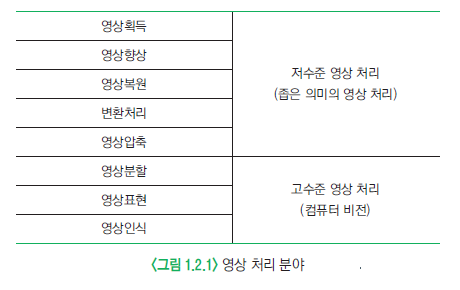 영상획득
영상향상
영상복원
변환처리
영상압축
저수준 영상 처리
(좁은 의미의 영상 처리)
영상분할
영상표현
영상인식
고수준 영상 처리
(컴퓨터 비전)
<그림 1.2.1> 영상 처리 분야 .